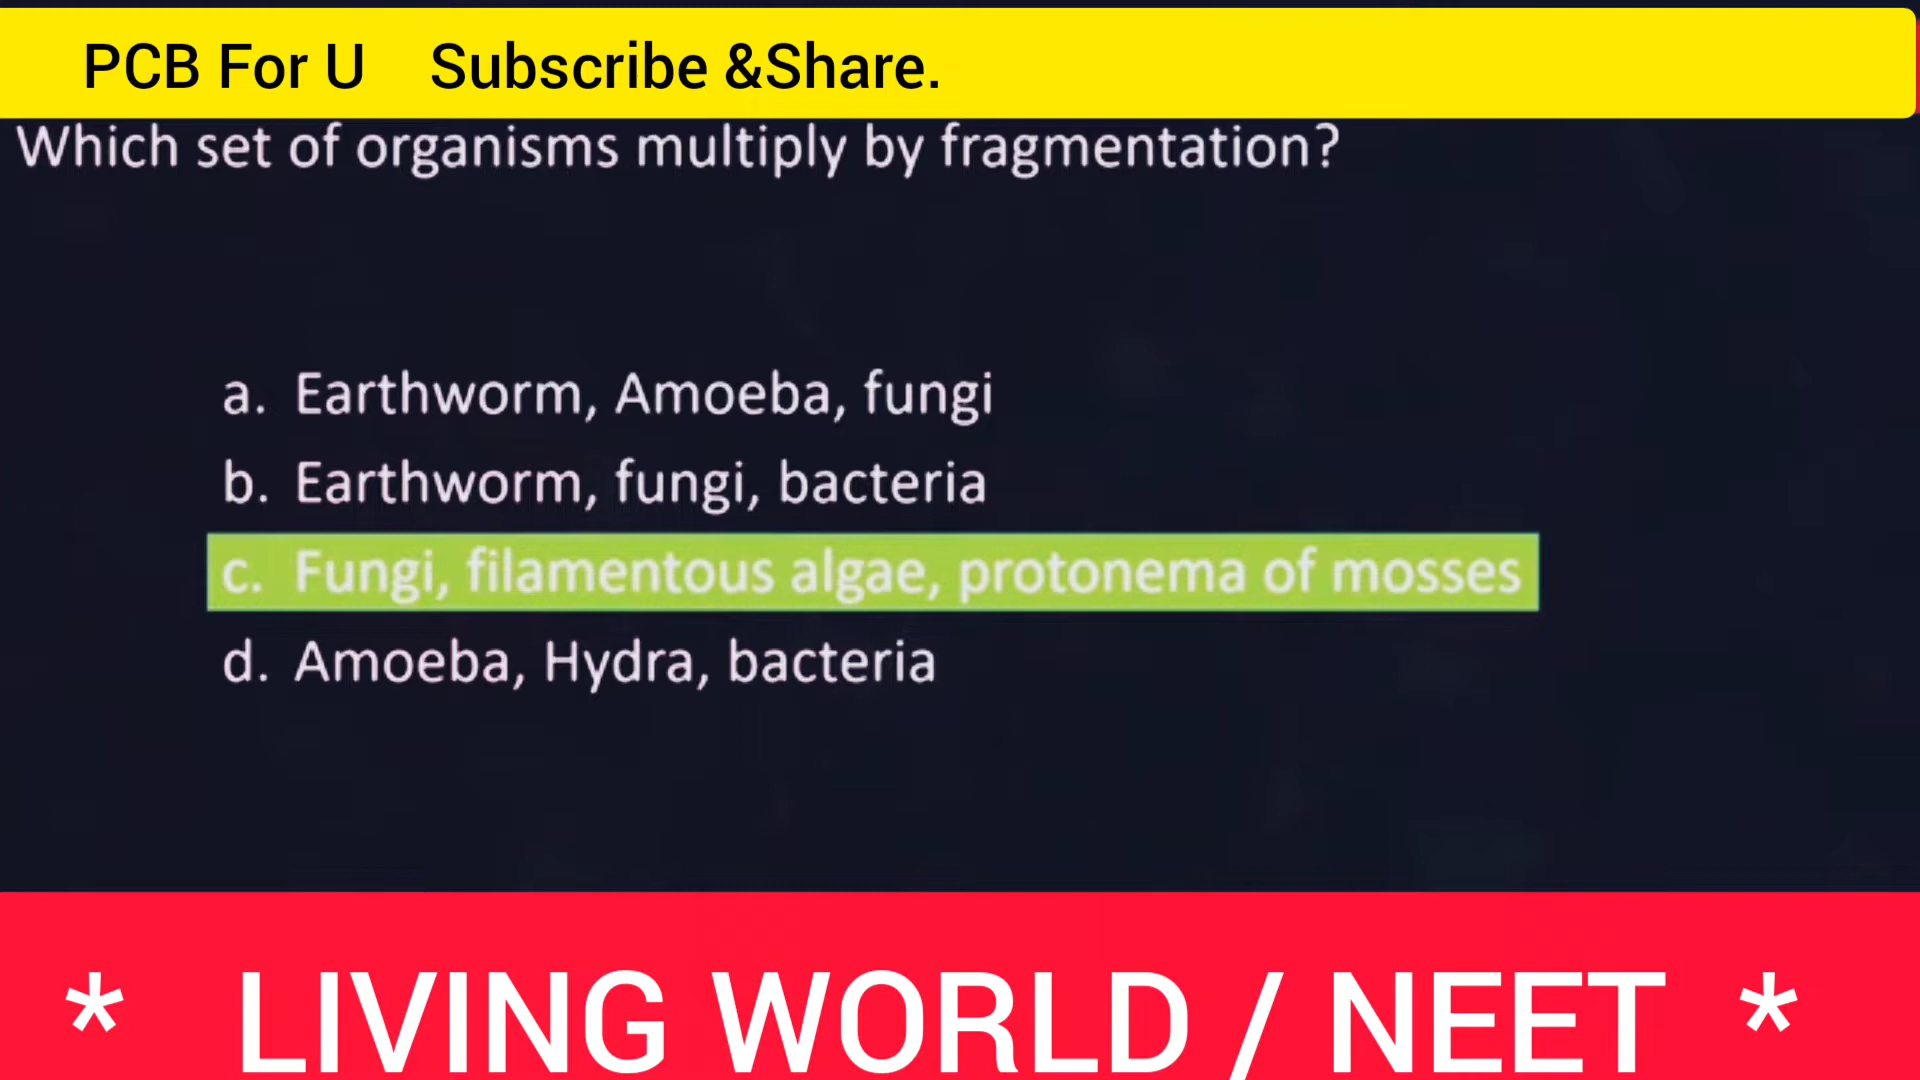 PCB For U Subscribe &Share.
Which set of organisms multiply by fragmentation?
a. Earthworm, Amoeba, fungi
b. Earthworm, fungi, bacteria
c. Fungi, filamentous algae, protonema of mosses
d. Amoeba, Hydra, bacteria
* LIVING WORLD / NEET *